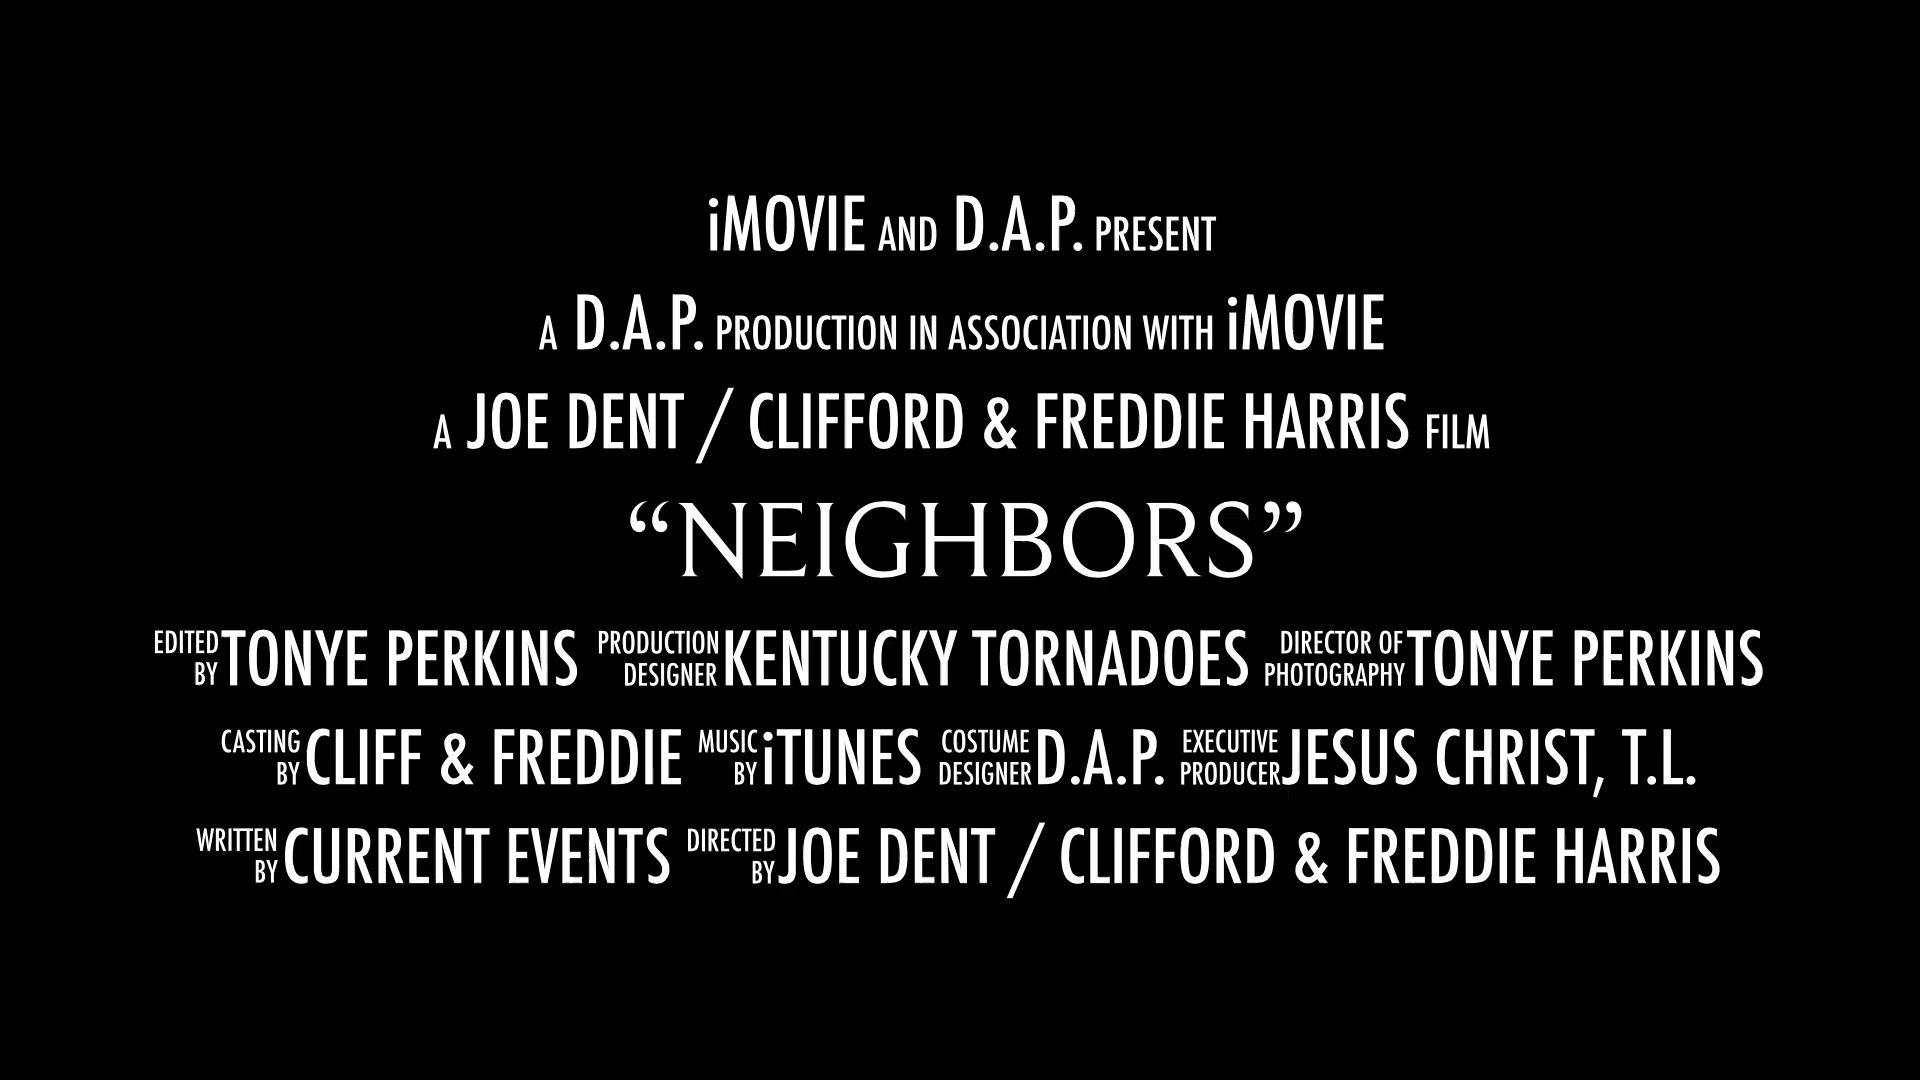 iMOVIE AND D.A.P. PRESENT
A D.A.P. PRODUCTION IN ASSOCIATION WITH iMOVIE
A JOE DENT / CLIFFORD & FREDDIE HARRIS FILM
“NEIGHBORS”
EDITED BY TONYE PERKINS PRODUCTION DESIGNER KENTUCKY TORNADOES DIRECTOR OF PHOTOGRAPHY TONYE PERKINS
CASTING BY CLIFF & FREDDIE MUSIC BY iTUNES COSTUME DESIGNER D.A.P. EXECUTIVE PRODUCER JESUS CHRIST, T.L.
WRITTEN BY CURRENT EVENTS DIRECTED BY JOE DENT / CLIFFORD & FREDDIE HARRIS